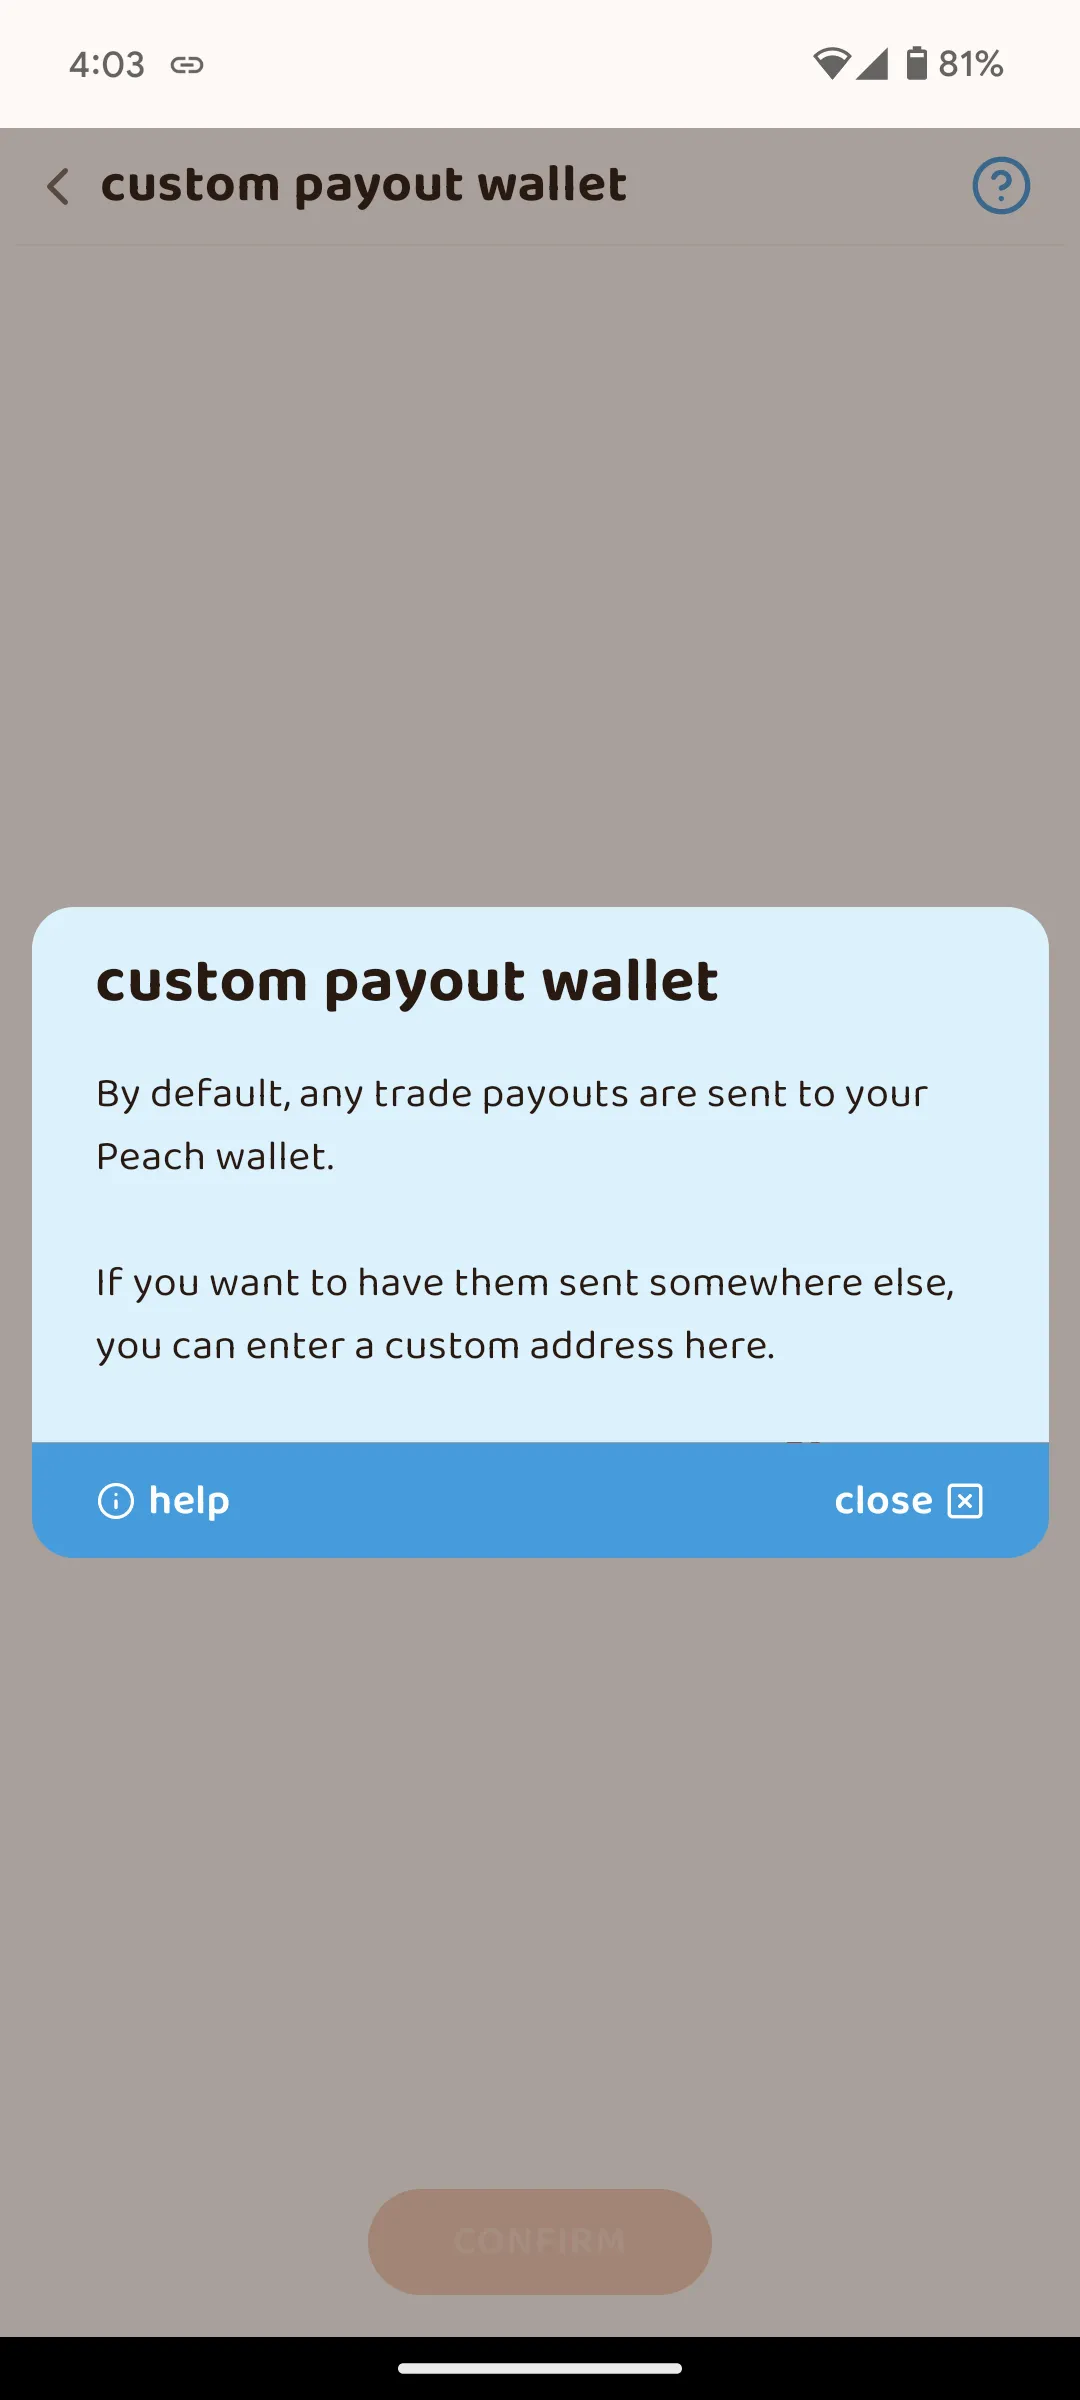 4:03
81%
custom payout wallet
custom payout wallet
By default, any trade payouts are sent to your
Peach wallet.
If you want to have them sent somewhere else,
you can enter a custom address here.
help
close
CONFIRM